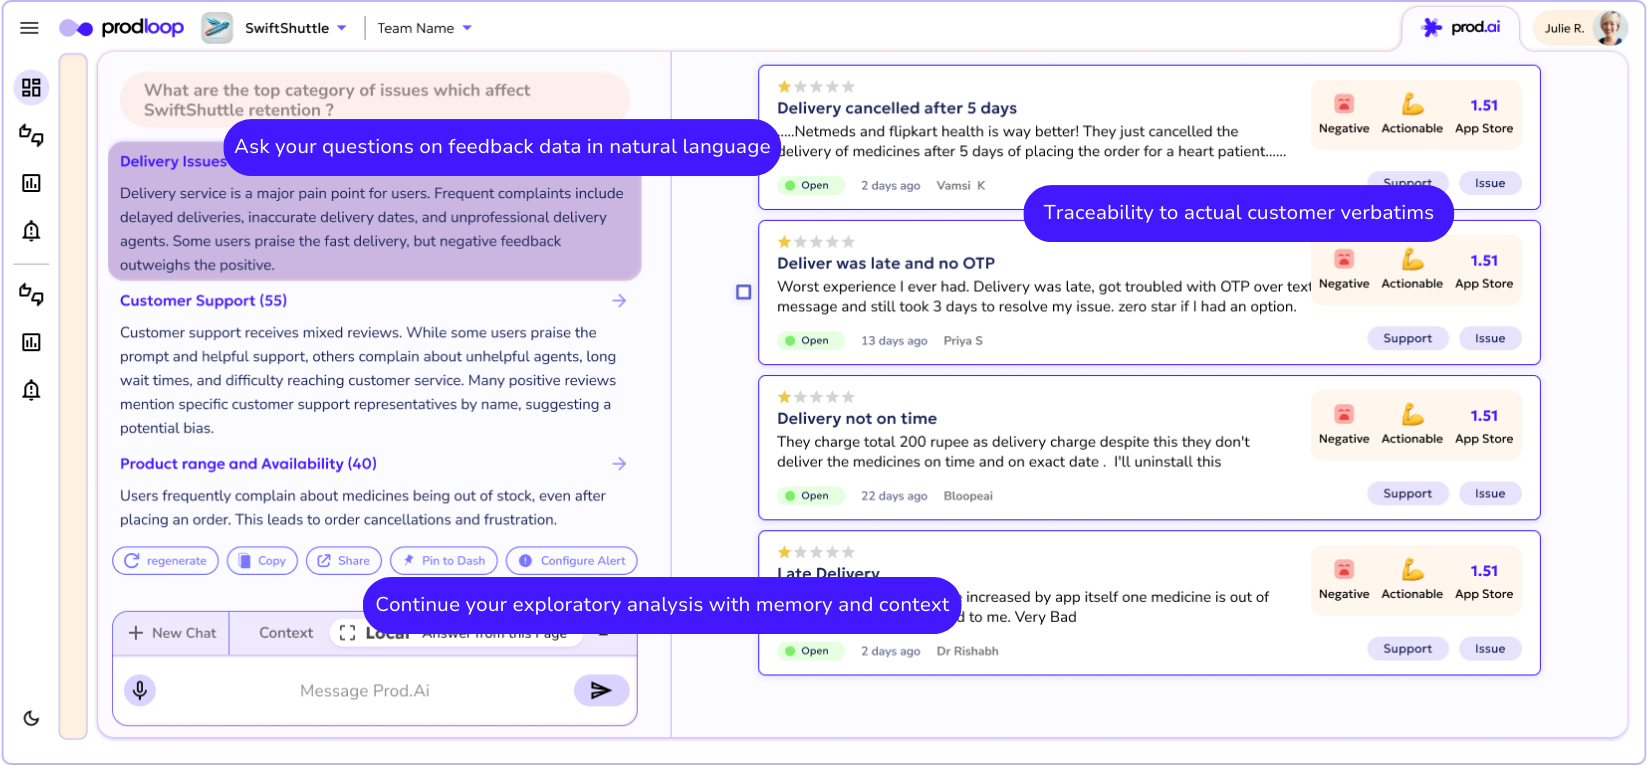 prodloop
SwiftShuttle
Team Name
prod.ai
Julie R.
What are the top category of issues which affect
SwiftShuttle retention ?
Ask your questions on feedback data in natural language
Delivery Issues
Delivery service is a major pain point for users. Frequent complaints include
delayed deliveries, inaccurate delivery dates, and unprofessional delivery
agents. Some users praise the fast delivery, but negative feedback
outweighs the positive.
Customer Support (55)
Customer support receives mixed reviews. While some users praise the
prompt and helpful support, others complain about unhelpful agents, long
wait times, and difficulty reaching customer service. Many positive reviews
mention specific customer support representatives by name, suggesting a
potential bias.
Product range and Availability (40)
Users frequently complain about medicines being out of stock, even after
placing an order. This leads to order cancellations and frustration.
regenerate
Copy
Share
Pin to Dash
Configure Alert
Continue your exploratory analysis with memory and context
New Chat
Context
Local
Answer from this Page
Message Prod.Ai
Delivery cancelled after 5 days
.....Netmeds and flipkart health is way better! They just cancelled the
delivery of medicines after 5 days of placing the order for a heart patient......
Open
2 days ago
Vamsi K
Negative
Actionable
1.51
App Store
Support
Issue
Traceability to actual customer verbatims
Deliver was late and no OTP
Worst experience I ever had. Delivery was late, got troubled with OTP over text
message and still took 3 days to resolve my issue. zero star if I had an option.
Open
13 days ago
Priya S
Negative
Actionable
1.51
App Store
Support
Issue
Delivery not on time
They charge total 200 rupee as delivery charge despite this they don't
deliver the medicines on time and on exact date . I'll uninstall this
Open
22 days ago
Bloopeai
Negative
Actionable
1.51
App Store
Support
Issue
Late Delivery
increased by app itself one medicine is out of
to me. Very Bad
Open
2 days ago
Dr Rishabh
Negative
Actionable
1.51
App Store
Support
Issue